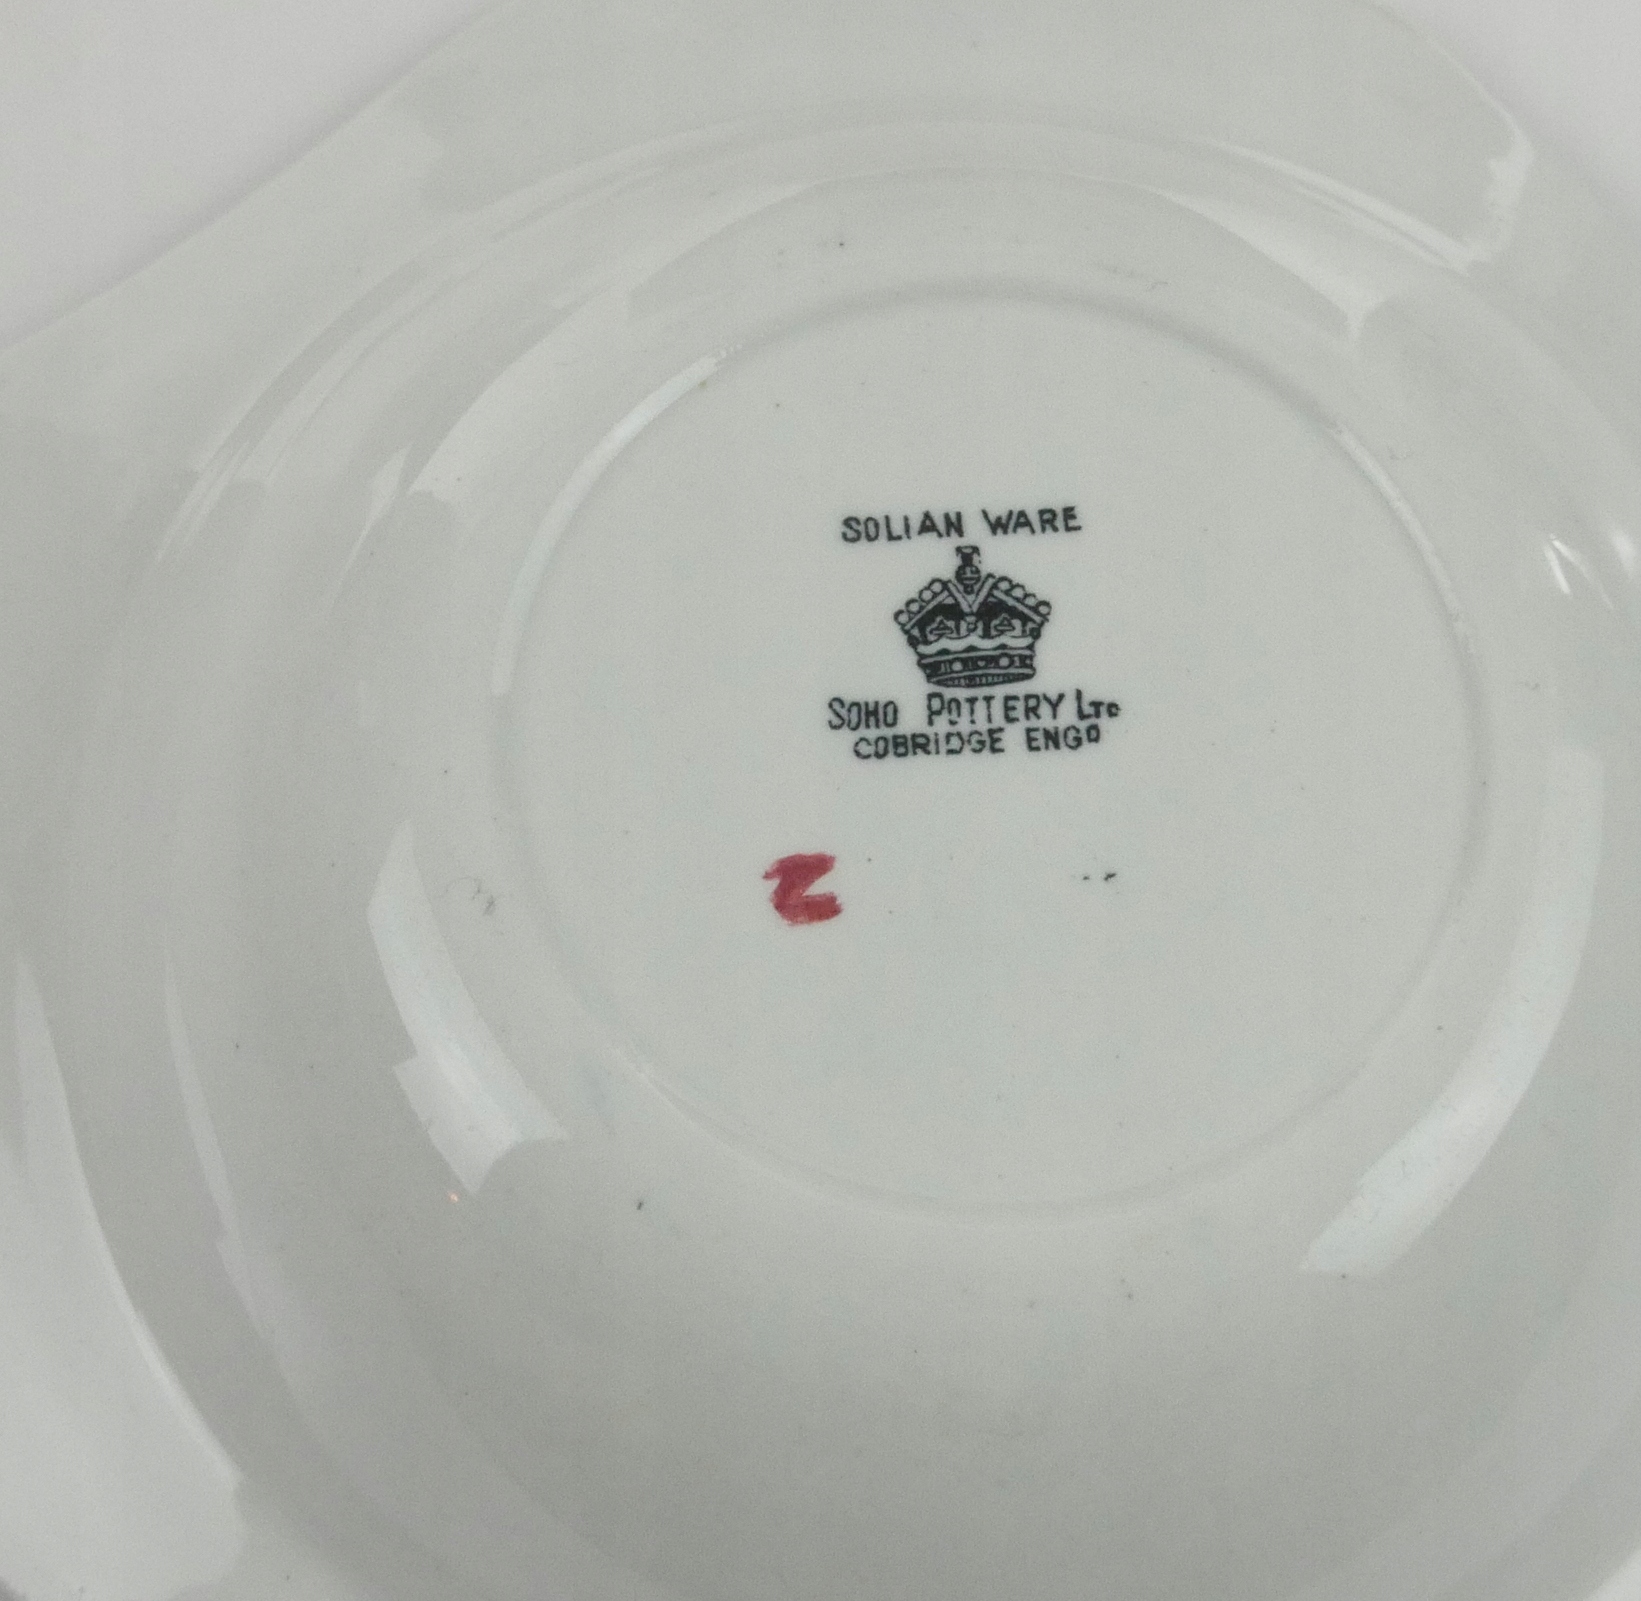 SOLIAN WARE
SOHO POTTERY LTD
COBRIDGE ENGD